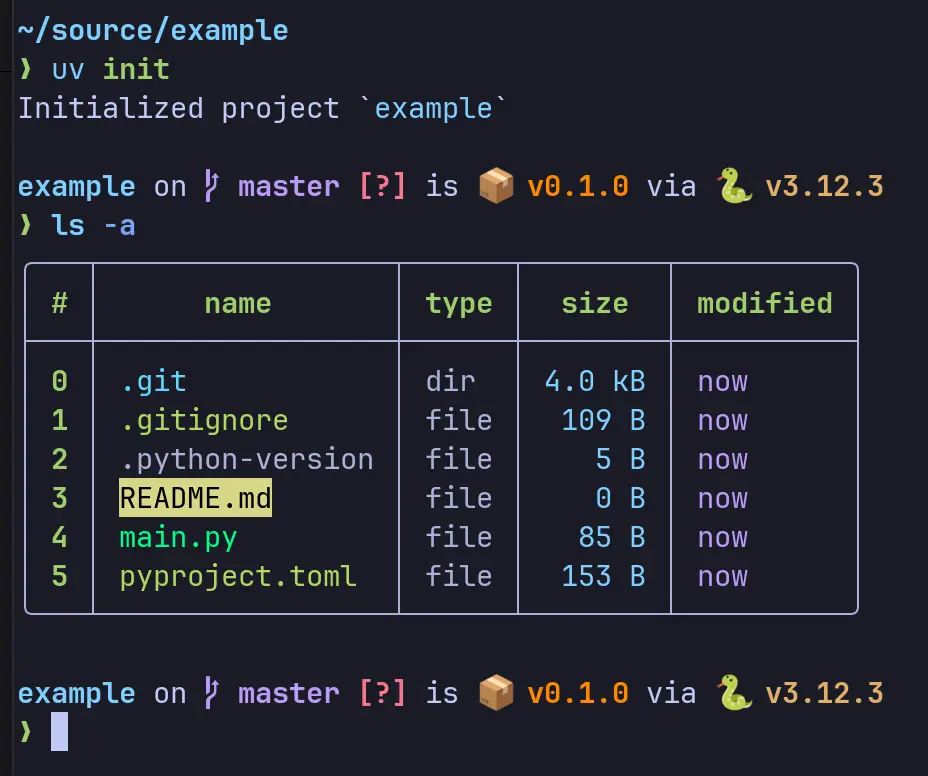 ~/source/example
❱ uv init
Initialized project `example`
example on master [?] is 📦 v0.1.0 via 🐍 v3.12.3
❱ ls -a
# name type size modified
0 .git dir 4.0 kB now
1 .gitignore file 109 B now
2 .python-version file 5 B now
3 README.md file 0 B now
4 main.py file 85 B now
5 pyproject.toml file 153 B now
example on master [?] is 📦 v0.1.0 via 🐍 v3.12.3
❱